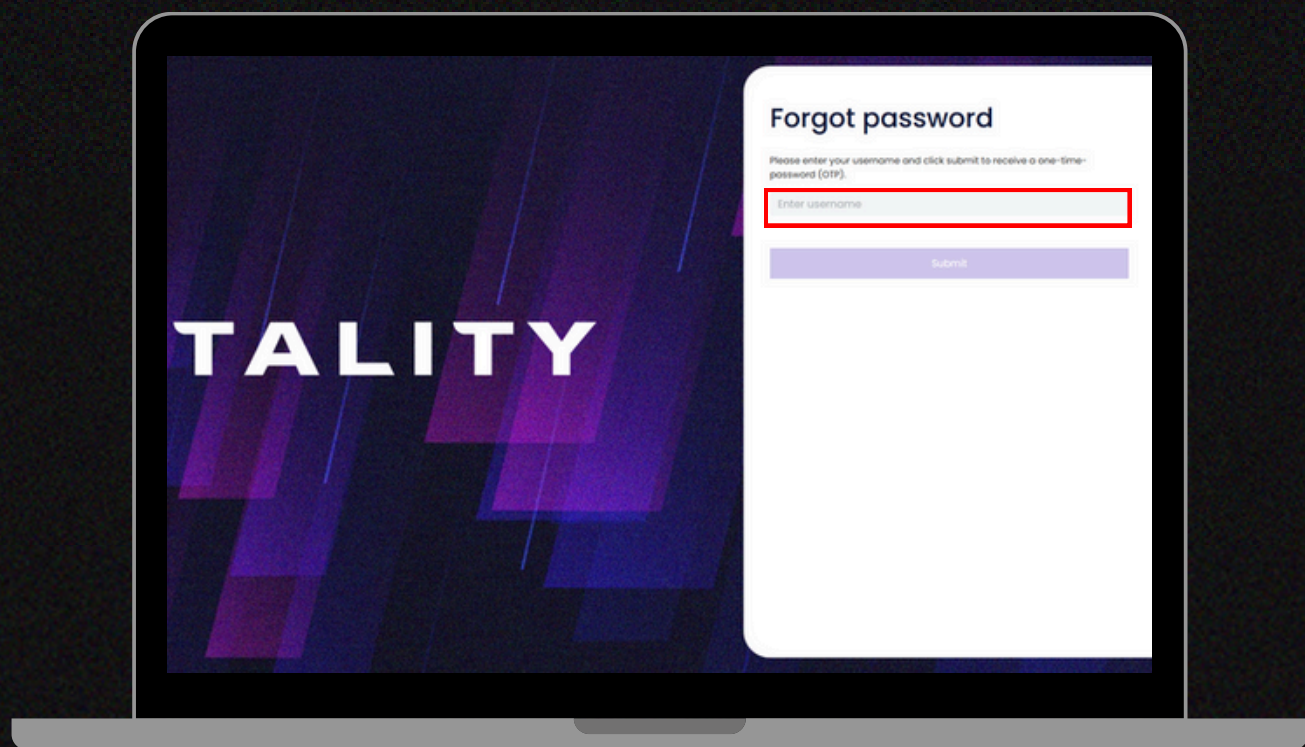 Forgot password
Please enter your username and click submit to receive a one-time-
password (OTP).
Enter username
Submit
TALITY